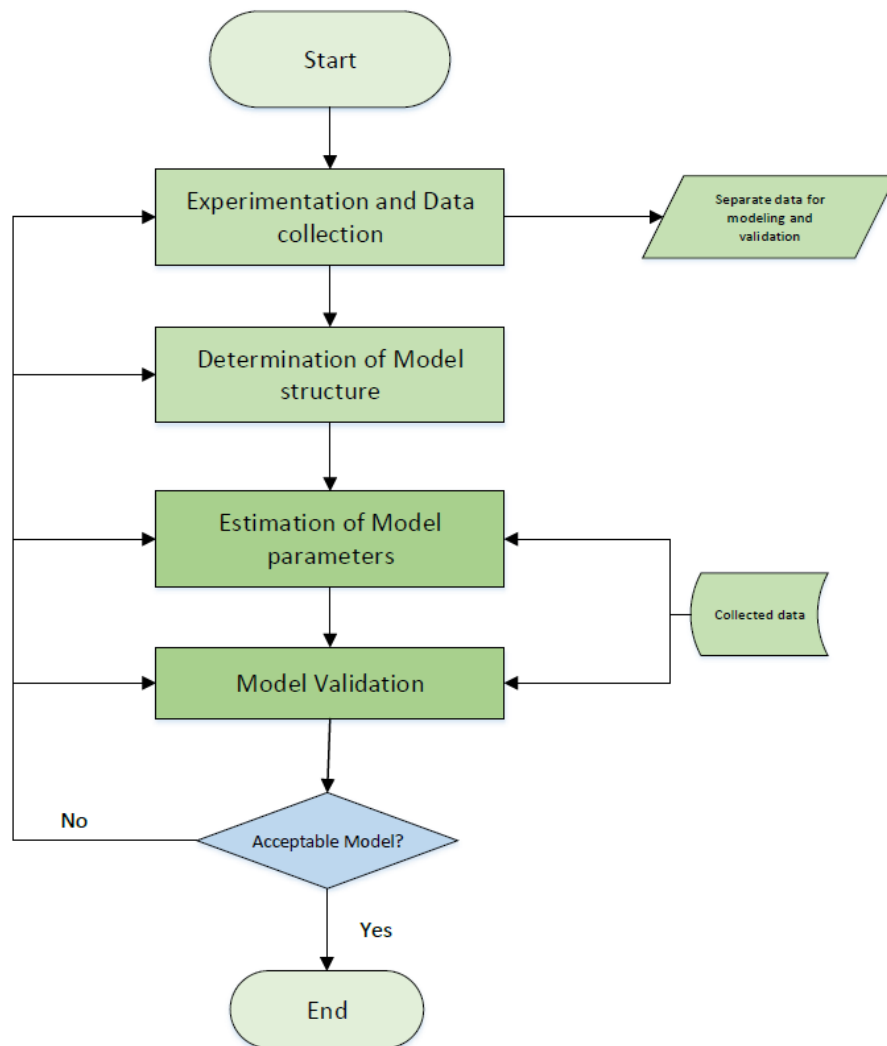 Start
Experimentation and Data
collection
Separate data for
modeling and
validation
Determination of Model
structure
Estimation of Model
parameters
Collected data
Model Validation
Acceptable Model?
No
Yes
End